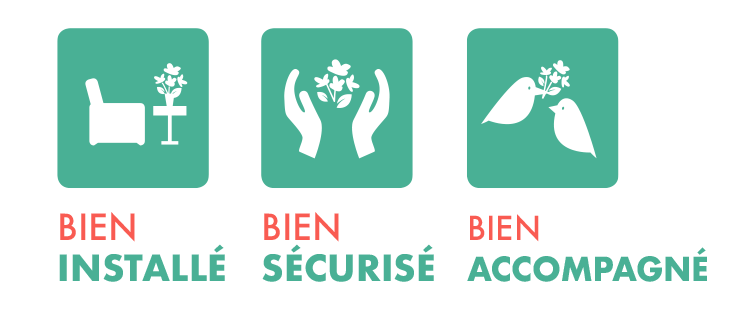 BIEN
INSTALLÉ
BIEN
SÉCURISÉ
BIEN
ACCOMPAGNÉ